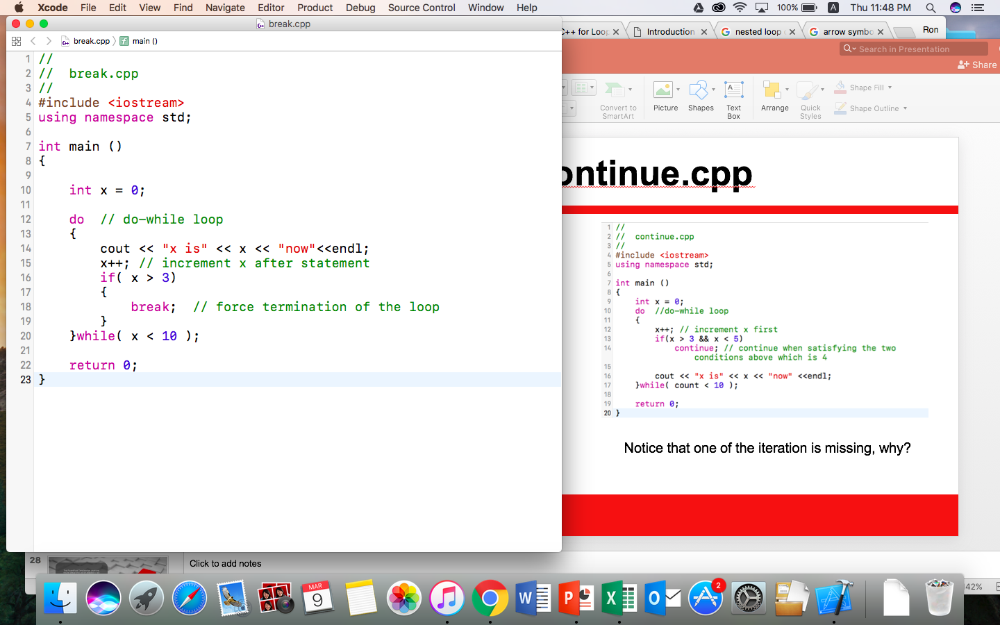 Xcode File Edit View Find Navigate Editor Product Debug Source Control Window Help 100% A Thu 11:48 PM
break.cpp
break.cpp main ()
1 //
2 // break.cpp
3 //
4 #include <iostream>
5 using namespace std;
6
7 int main ()
8 {
9
10 int x = 0;
11
12 do // do-while loop
13 {
14 cout << "x is" << x << "now"<<endl;
15 x++; // increment x after statement
16 if( x > 3)
17 {
18 break; // force termination of the loop
19 }
20 }while( x < 10 );
21
22 return 0;
23 }
C++ for Loop Introduction nested loop arrow symbo Ron
Search in Presentation
Share
Convert to SmartArt
Picture
Shapes
Text Box
Arrange
Quick Styles
Shape Fill
Shape Outline
ontinue.cpp
1 //
2 // continue.cpp
3 //
4 #include <iostream>
5 using namespace std;
6
7 int main ()
8 {
9 int x = 0;
10 do //do-while loop
11 {
12 x++; // increment x first
13 if(x > 3 && x < 5)
14 continue; // continue when satisfying the two
conditions above which is 4
15
16 cout << "x is" << x << "now" <<endl;
17 }while( count < 10 );
18
19 return 0;
20 }
Notice that one of the iteration is missing, why?
28
Click to add notes
42%
MAR
9
W
P
X
O
2